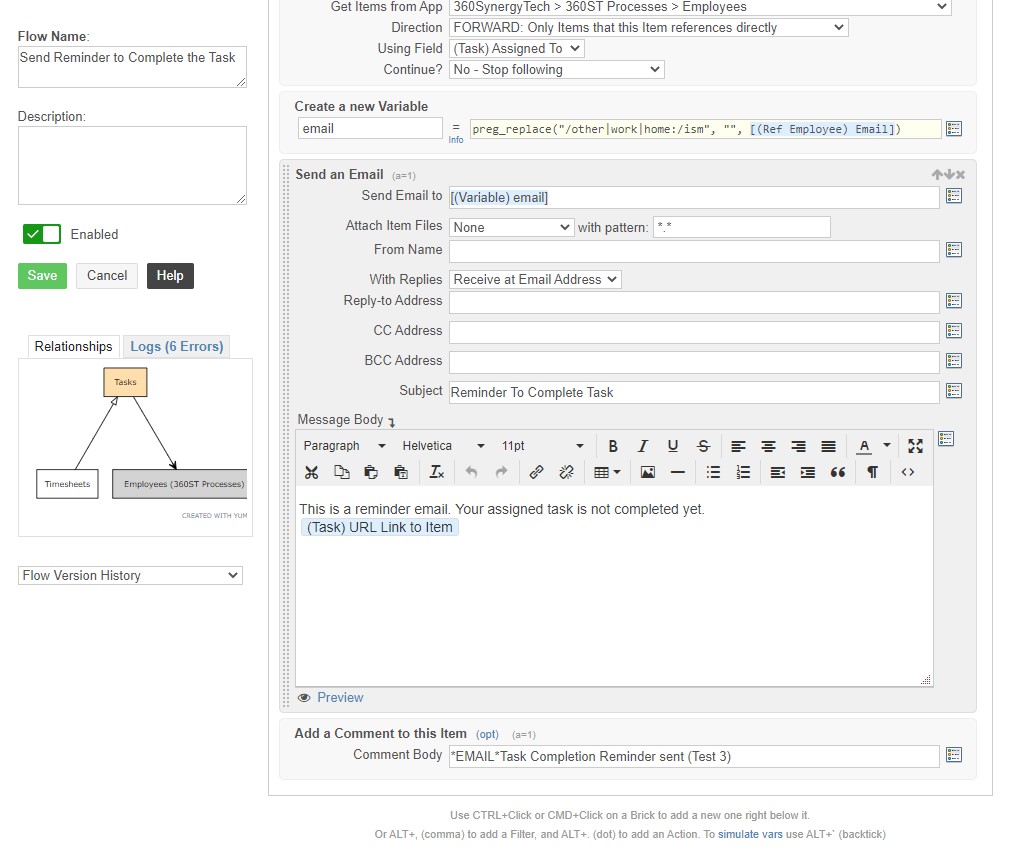 Flow Name:
Send Reminder to Complete the Task
Description:
Enabled
Save Cancel Help
Relationships Logs (6 Errors)
Tasks
Timesheets Employees (360ST Processes)
CREATED WITH YUM
Flow Version History
Get Items from App 360SynergyTech > 360ST Processes > Employees
Direction FORWARD: Only Items that this Item references directly
Using Field (Task) Assigned To
Continue? No - Stop following
Create a new Variable
email = preg_replace("/other|work|home:/ism", "", [(Ref Employee) Email])
Info
Send an Email (a=1)
Send Email to [(Variable) email]
Attach Item Files None with pattern: *.*
From Name
With Replies Receive at Email Address
Reply-to Address
CC Address
BCC Address
Subject Reminder To Complete Task
Message Body
Paragraph Helvetica 11pt B I U S A
This is a reminder email. Your assigned task is not completed yet.
(Task) URL Link to Item
Preview
Add a Comment to this Item (opt) (a=1)
Comment Body *EMAIL*Task Completion Reminder sent (Test 3)
Use CTRL+Click or CMD+Click on a Brick to add a new one right below it.
Or ALT+, (comma) to add a Filter, and ALT+. (dot) to add an Action. To simulate vars use ALT+` (backtick)